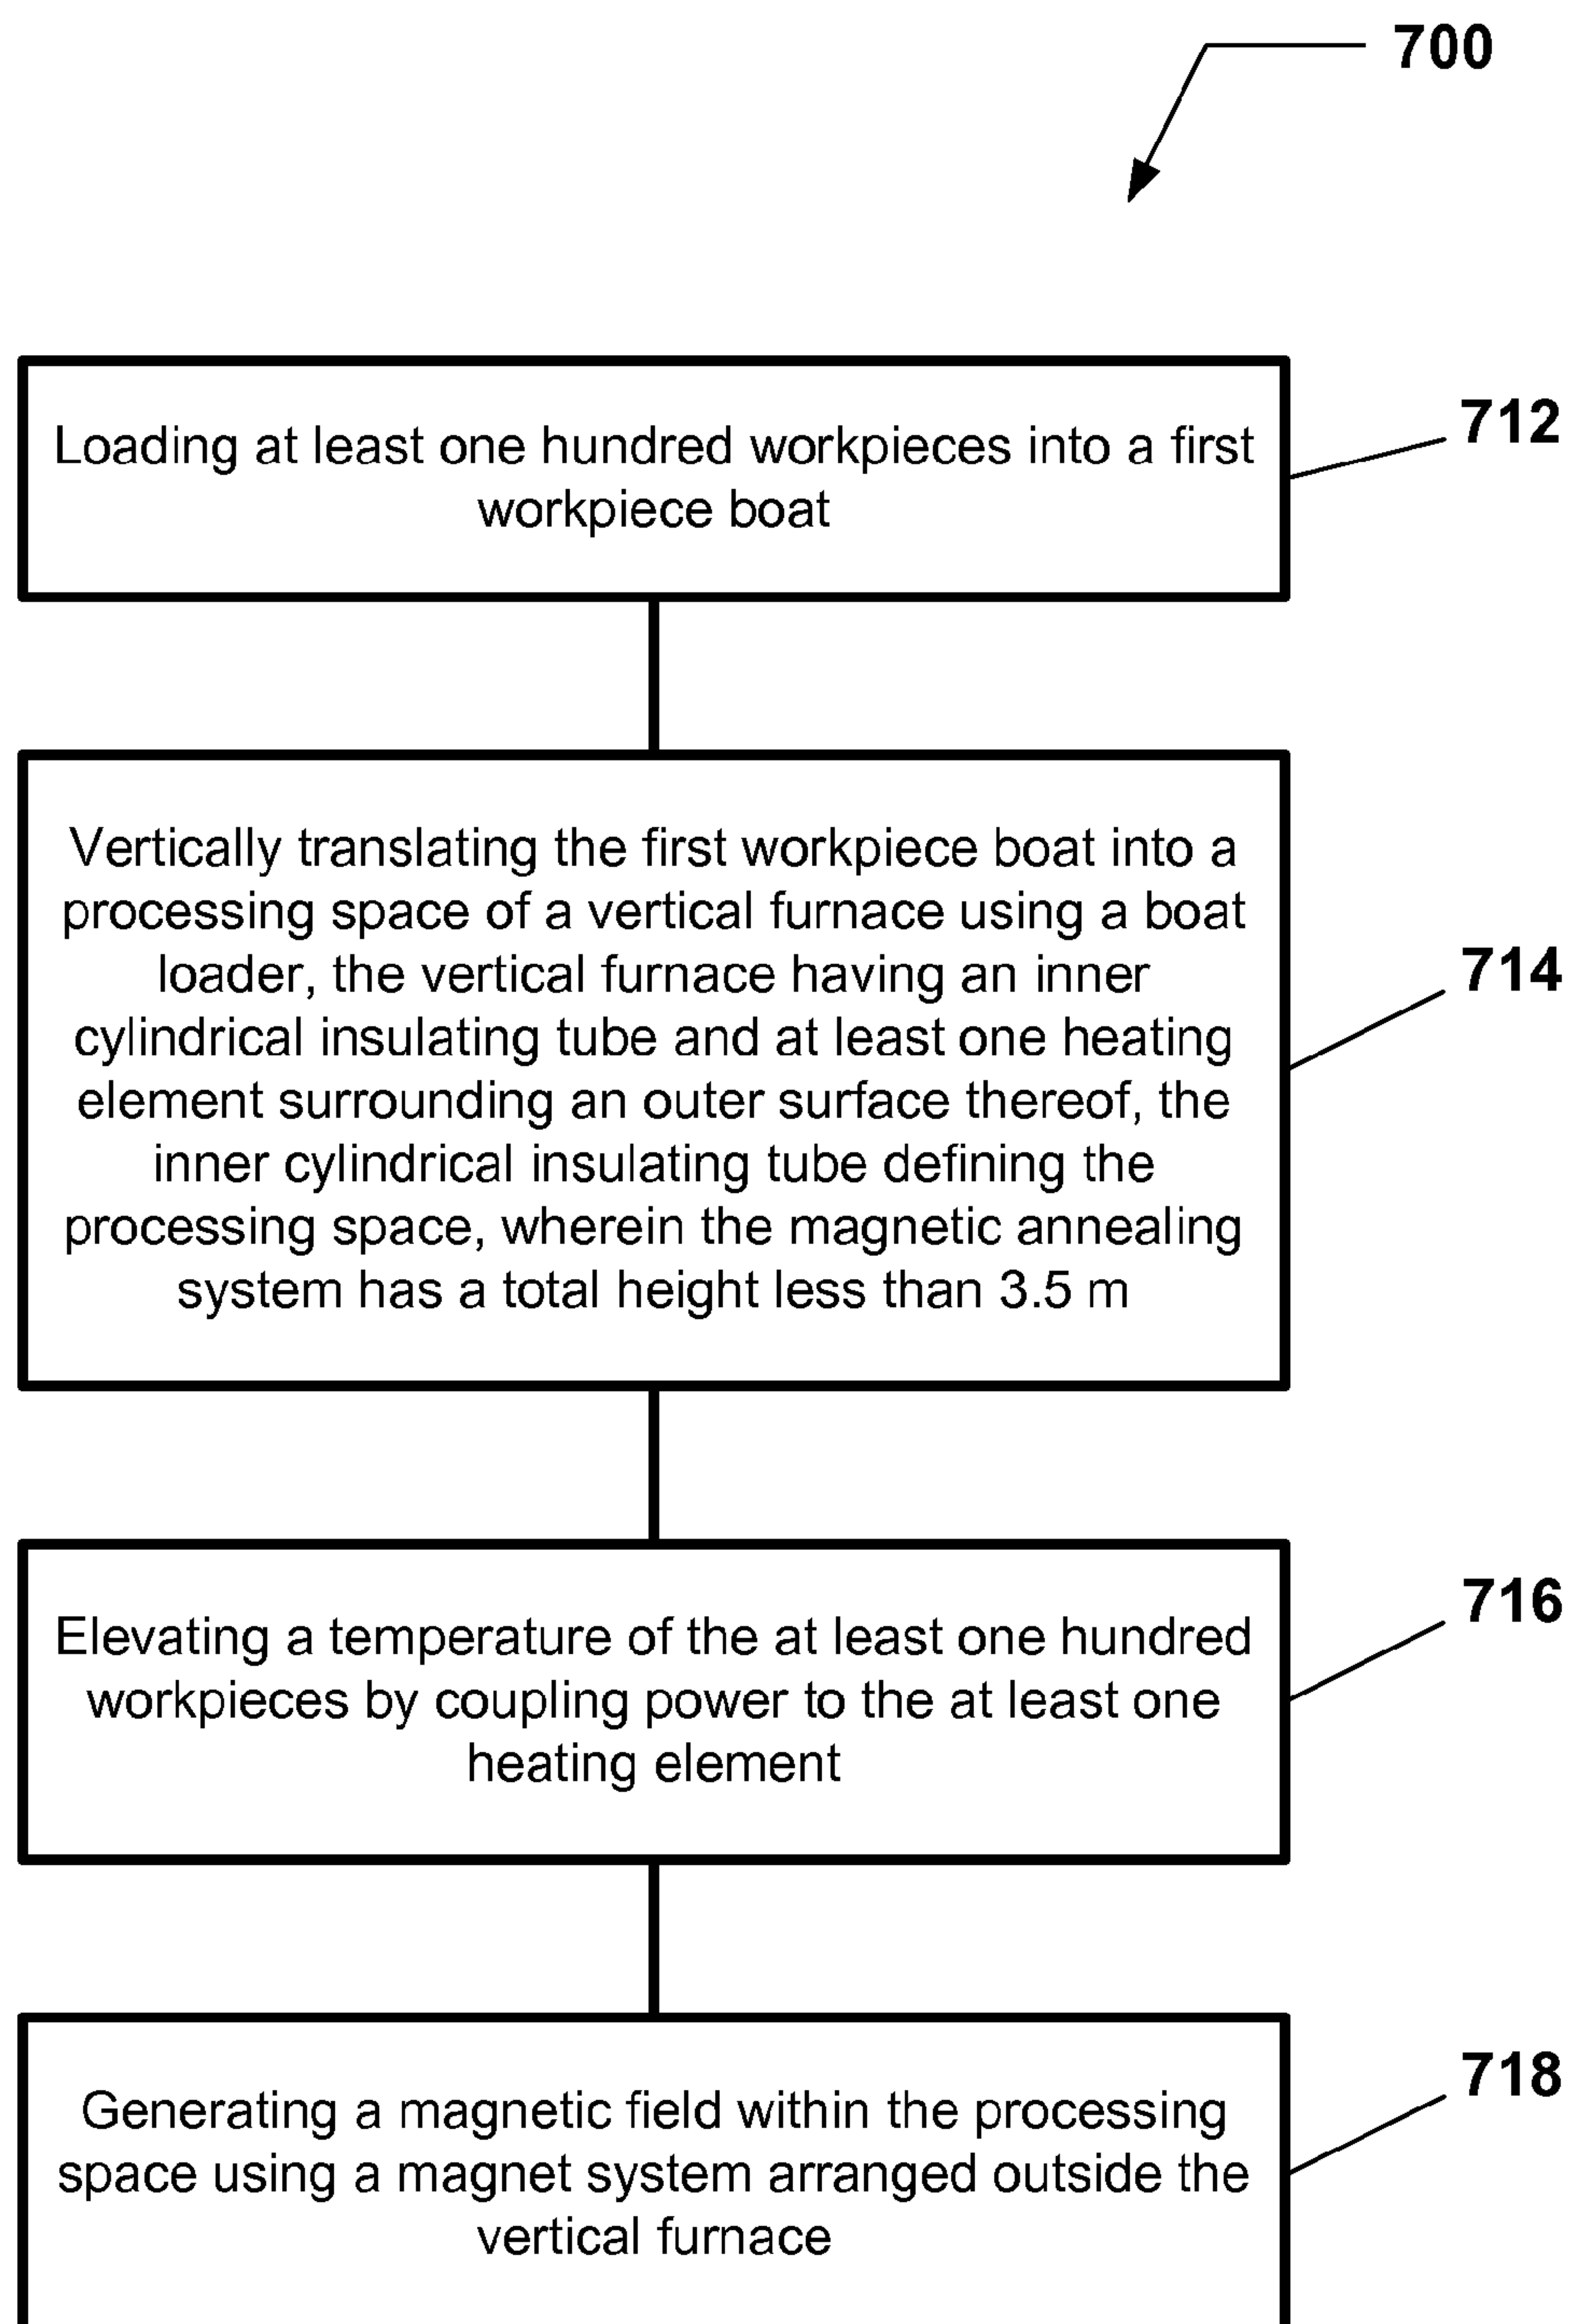 700
Loading at least one hundred workpieces into a first
workpiece boat
712
Vertically translating the first workpiece boat into a
processing space of a vertical furnace using a boat
loader, the vertical furnace having an inner
cylindrical insulating tube and at least one heating
element surrounding an outer surface thereof, the
inner cylindrical insulating tube defining the
processing space, wherein the magnetic annealing
system has a total height less than 3.5 m
714
Elevating a temperature of the at least one hundred
workpieces by coupling power to the at least one
heating element
716
Generating a magnetic field within the processing
space using a magnet system arranged outside the
vertical furnace
718